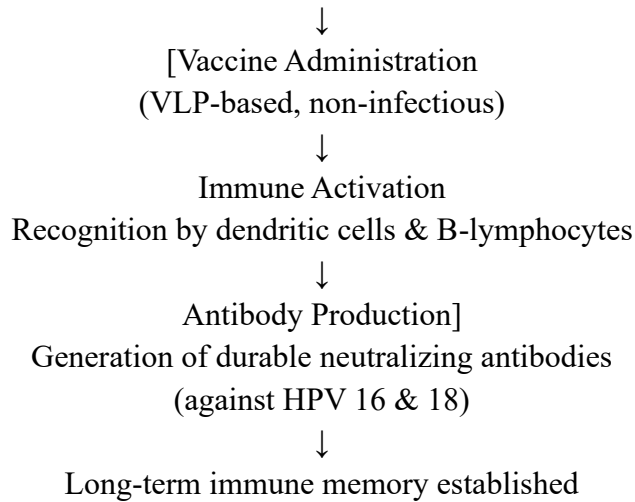 ↓
[Vaccine Administration
(VLP-based, non-infectious)
↓
Immune Activation
Recognition by dendritic cells & B-lymphocytes
↓
Antibody Production]
Generation of durable neutralizing antibodies
(against HPV 16 & 18)
↓
Long-term immune memory established